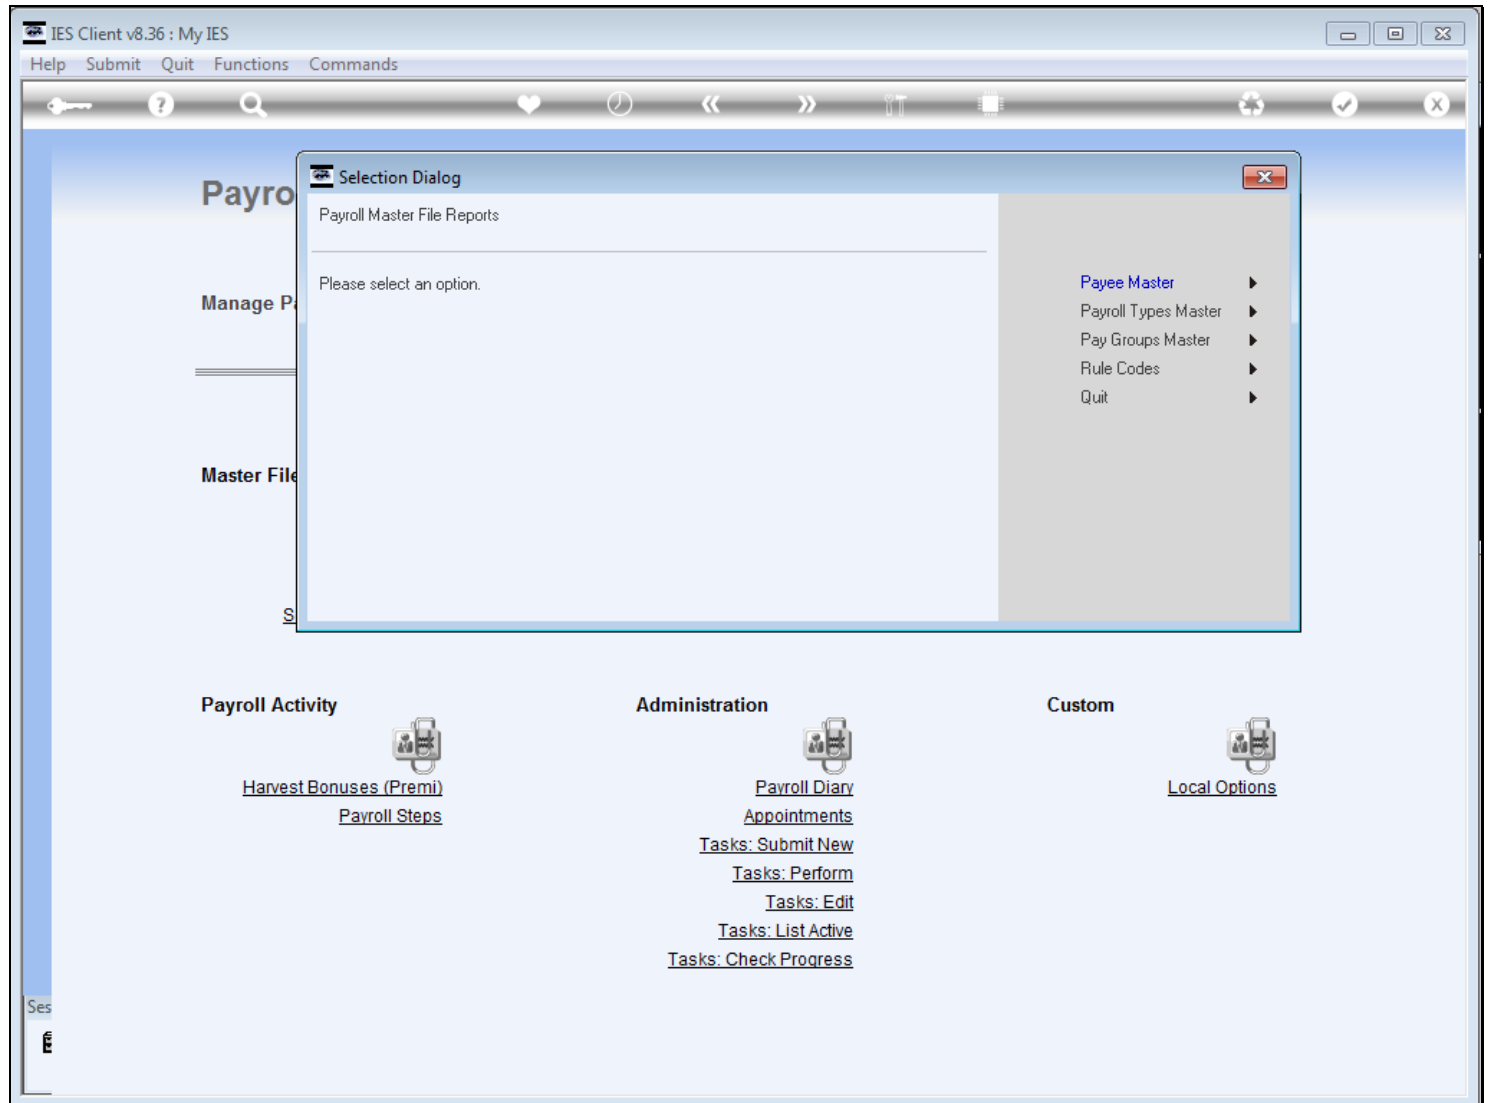 IES Client v8.36 : My IES
Help Submit Quit Functions Commands
Payro
Selection Dialog
Payroll Master File Reports
Please select an option.
Payee Master
Payroll Types Master
Pay Groups Master
Rule Codes
Quit
Manage Pa
Master File
S
Payroll Activity
Harvest Bonuses (Premi)
Payroll Steps
Administration
Payroll Diary
Appointments
Tasks: Submit New
Tasks: Perform
Tasks: Edit
Tasks: List Active
Tasks: Check Progress
Custom
Local Options
Ses